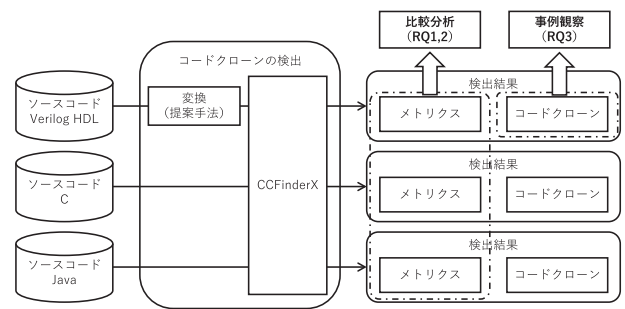 比較分析
(RQ1,2)
事例観察
(RQ3)
コードクローンの検出
検出結果
ソースコード
Verilog HDL
変換
(提案手法)
メトリクス
コードクローン
検出結果
ソースコード
C
CCFinderX
メトリクス
コードクローン
検出結果
ソースコード
Java
メトリクス
コードクローン